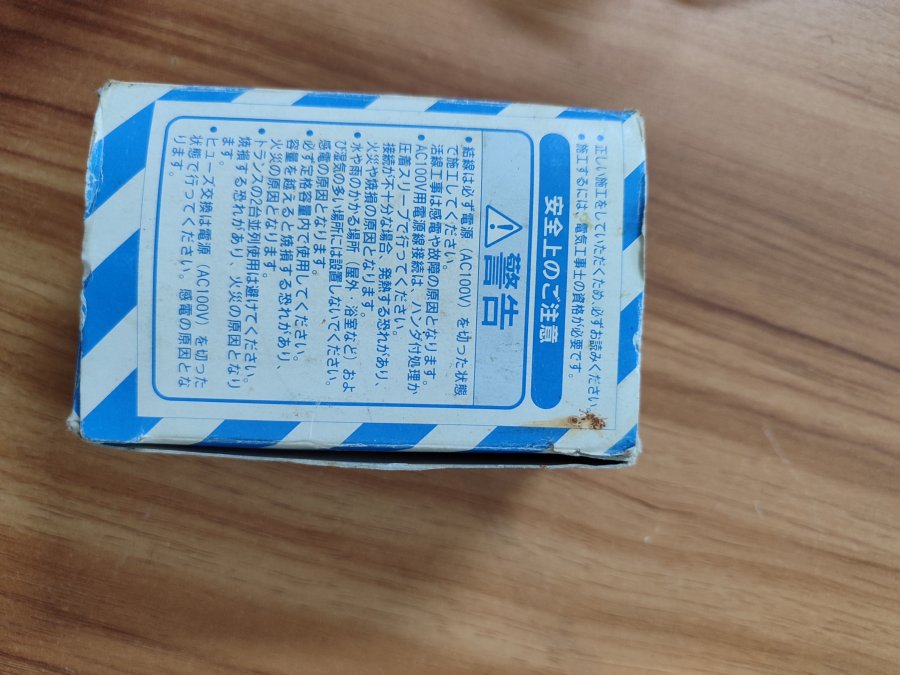 ●正しい施工をしていただくため、必ずお読みください。
●施工するには、電気工事士の資格が必要です。
安全上のご注意
警告
●結線は必ず電源（AC100V）を切った状態
で施工してください。
活線工事は感電や故障の原因となります。
●AC100V用電源線接続は、ハンダ付処理か
圧着スリーブで行ってください。
接続が不十分な場合、発熱する恐れがあり、
火災や焼損の原因となります。
●水や雨のかかる場所（屋外・浴室など）およ
び湿気の多い場所には設置しないでください。
感電の原因となります。
●必ず定格容量内で使用してください。
容量を越えると焼損する恐れがあり、
火災の原因となります。
●トランスの2台並列使用は避けてください。
焼損する恐れがあり、火災の原因となり
ます。
●ヒューズ交換は電源（AC100V）を切った
状態で行ってください。感電の原因とな
ります。